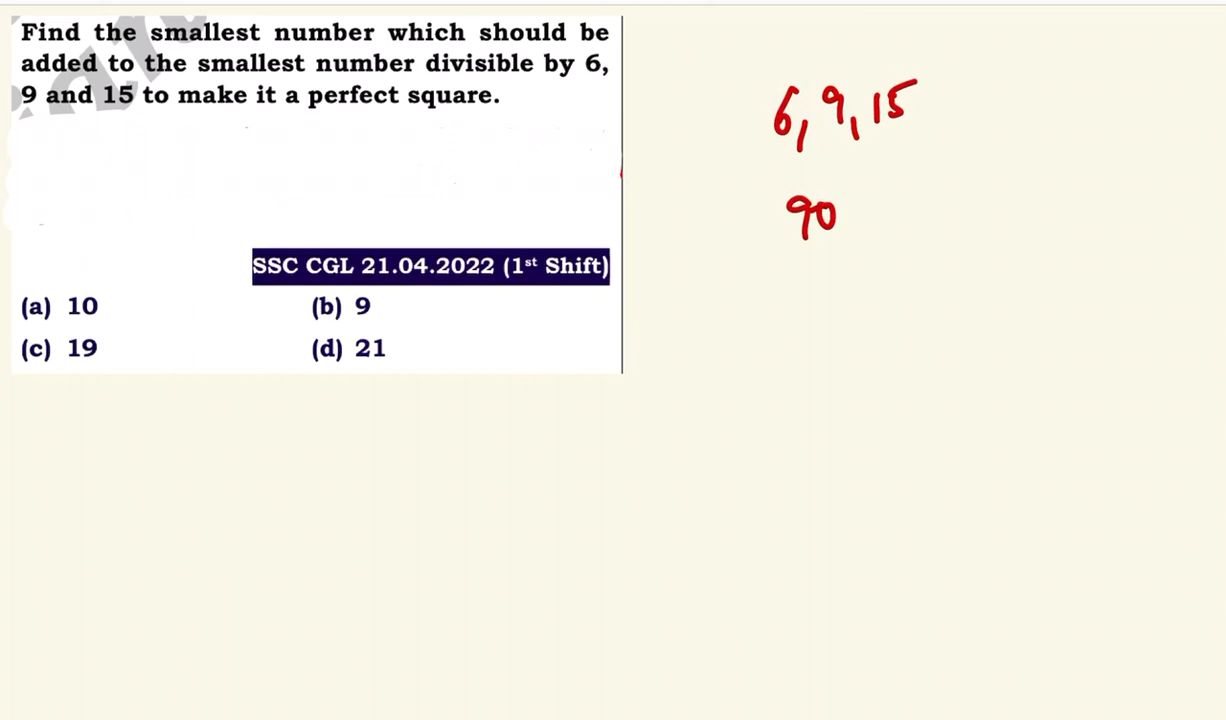 Find the smallest number which should be
added to the smallest number divisible by 6,
9 and 15 to make it a perfect square.
SSC CGL 21.04.2022 (1st Shift)
(a) 10 (b) 9
(c) 19 (d) 21
6, 9, 15
90